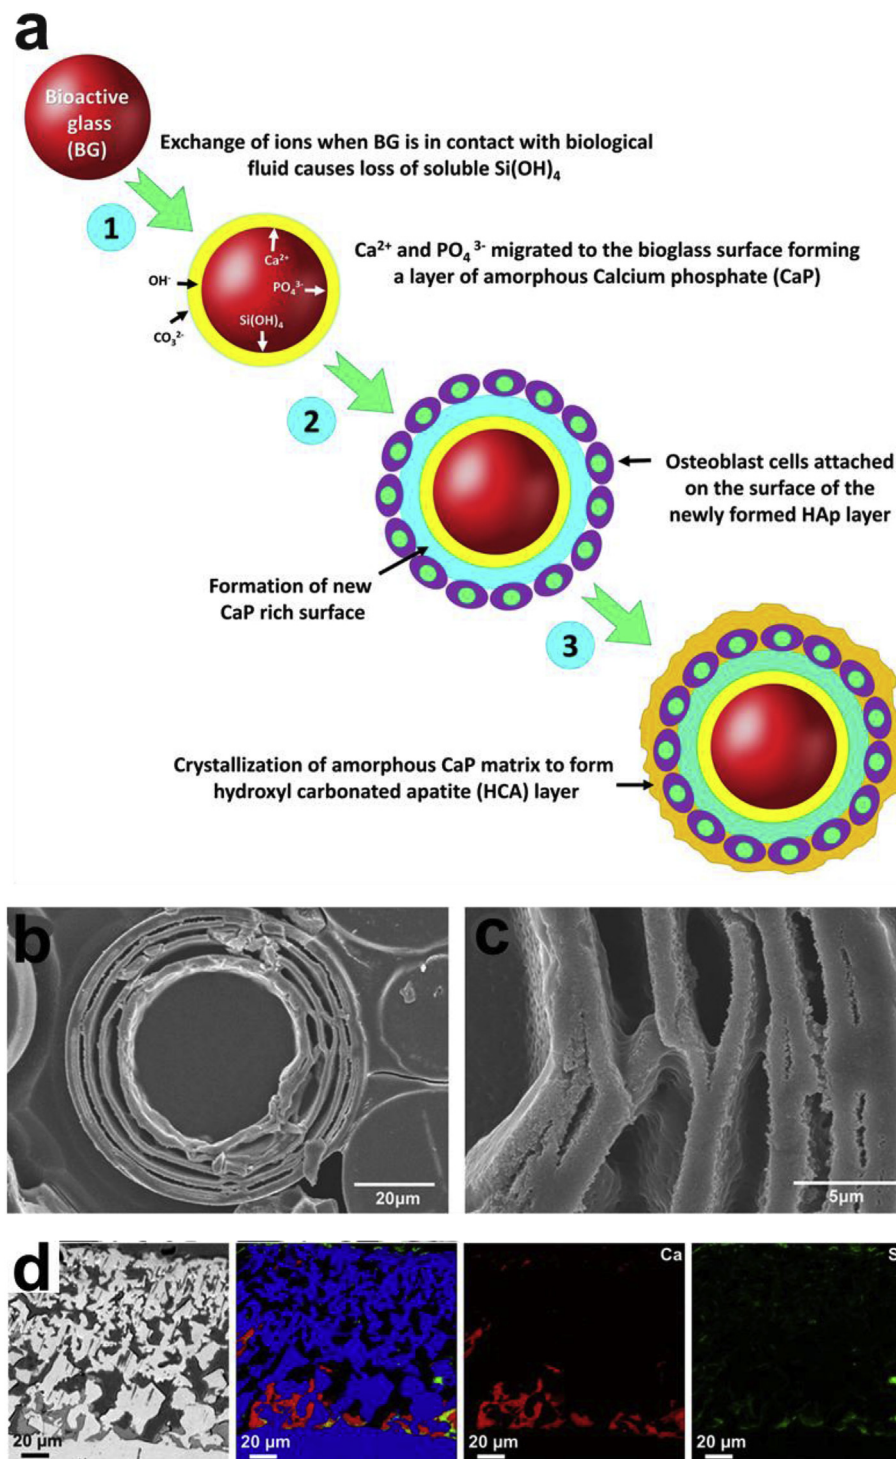 a
Bioactive
glass
(BG)
Exchange of ions when BG is in contact with biological
fluid causes loss of soluble Si(OH)₄
1
Ca²⁺ and PO₄ ³⁻ migrated to the bioglass surface forming
a layer of amorphous Calcium phosphate (CaP)
Ca²⁺
OH⁻
PO₄³⁻
Si(OH)₄
CO₃²⁻
2
Osteoblast cells attached
on the surface of the
newly formed HAp layer
Formation of new
CaP rich surface
3
Crystallization of amorphous CaP matrix to form
hydroxyl carbonated apatite (HCA) layer
b
20µm
c
5µm
d
20 µm
20 µm
Ca
20 µm
20 µm